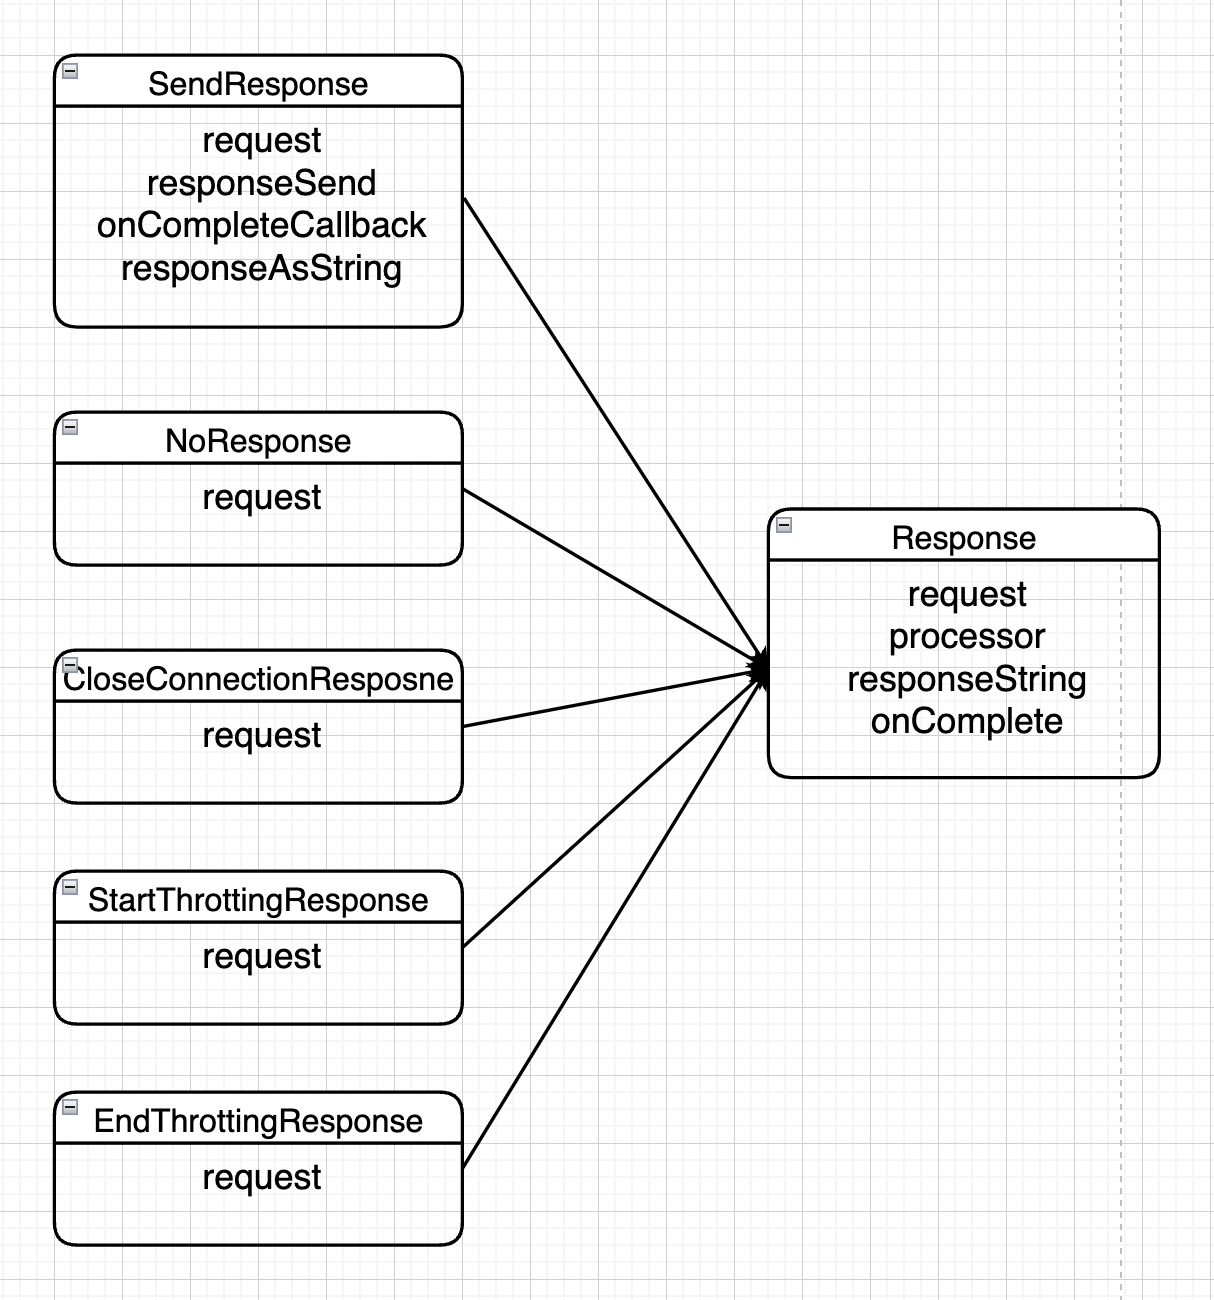 SendResponse
request
responseSend
onCompleteCallback
responseAsString
NoResponse
request
CloseConnectionResposne
request
StartThrottingResponse
request
EndThrottingResponse
request
Response
request
processor
responseString
onComplete